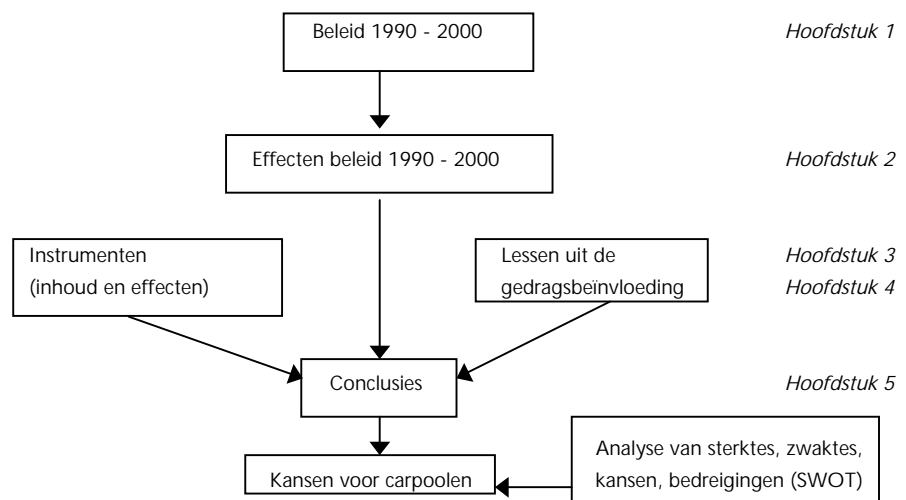 Beleid 1990 - 2000
Hoofdstuk 1
Effecten beleid 1990 - 2000
Hoofdstuk 2
Instrumenten
(inhoud en effecten)
Lessen uit de
gedragsbeïnvloeding
Hoofdstuk 3
Hoofdstuk 4
Conclusies
Hoofdstuk 5
Analyse van sterktes, zwaktes,
kansen, bedreigingen (SWOT)
Kansen voor carpoolen